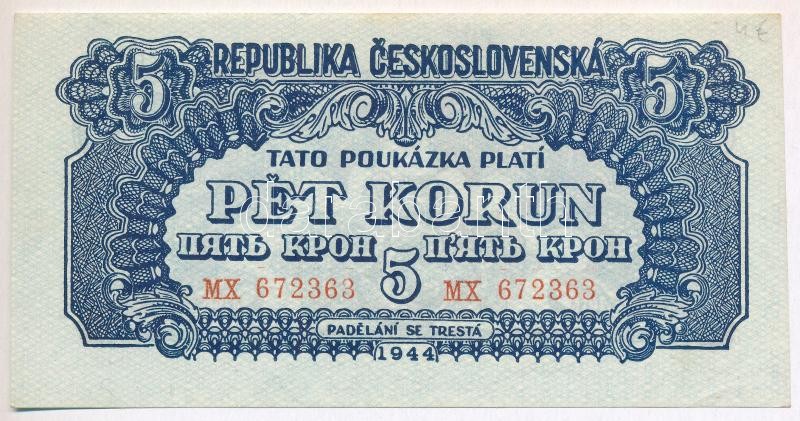 5 REPUBLIKA ČESKOSLOVENSKÁ 5
TATO POUKÁZKA PLATÍ
PĚT KORUN
ПЯТЬ КРОН 5 П'ЯТЬ КРОН
MX 672363 MX 672363
PADĚLÁNÍ SE TRESTÁ
1944